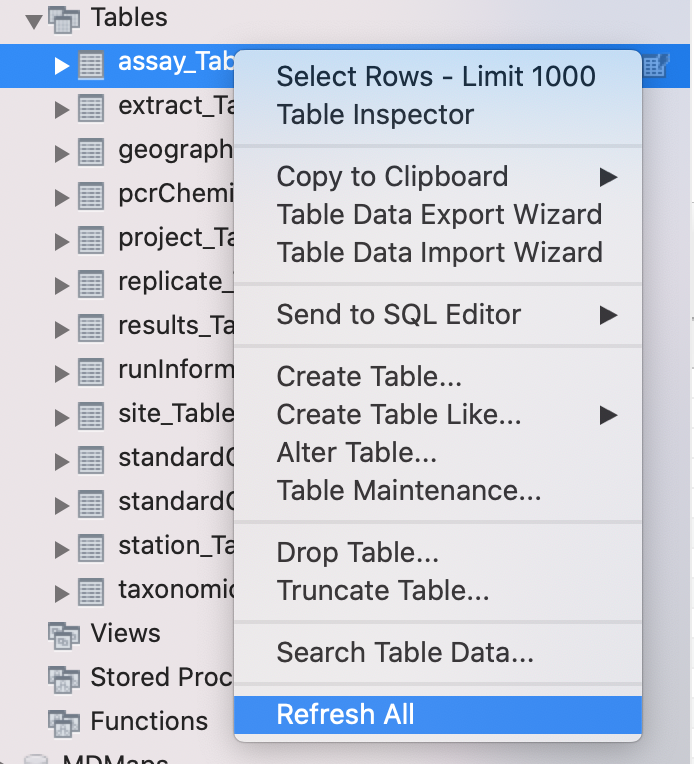 Tables
assay_Tab
extract_Ta
geograph
pcrChemi
project_Ta
replicate_
results_Ta
runInform
site_Table
standard
standard
station_Ta
taxonomic
Views
Stored Proc
Functions
MDMaps
Select Rows - Limit 1000
Table Inspector
Copy to Clipboard
Table Data Export Wizard
Table Data Import Wizard
Send to SQL Editor
Create Table...
Create Table Like...
Alter Table...
Table Maintenance...
Drop Table...
Truncate Table...
Search Table Data...
Refresh All